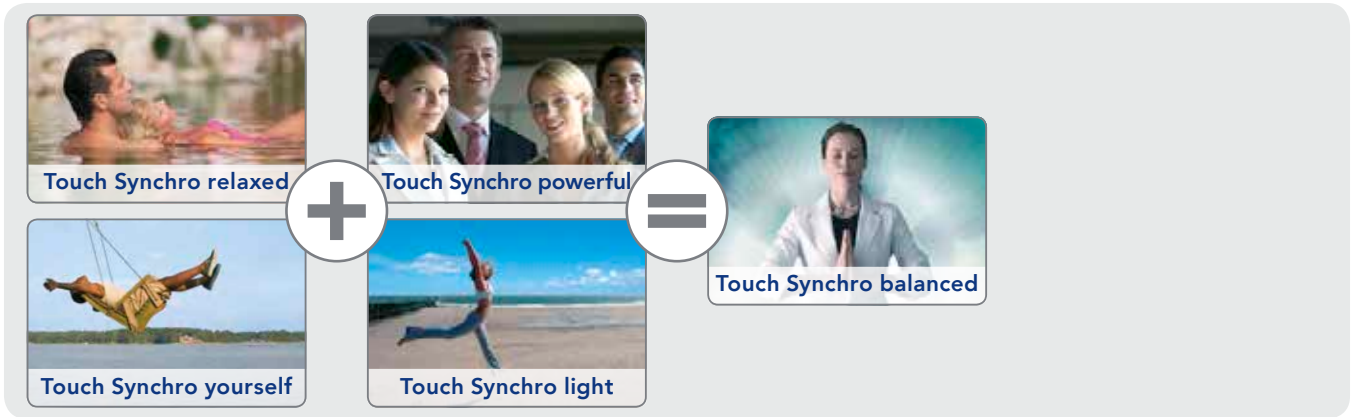 Touch Synchro relaxed
Touch Synchro powerful
Touch Synchro yourself
Touch Synchro light
+
=
Touch Synchro balanced